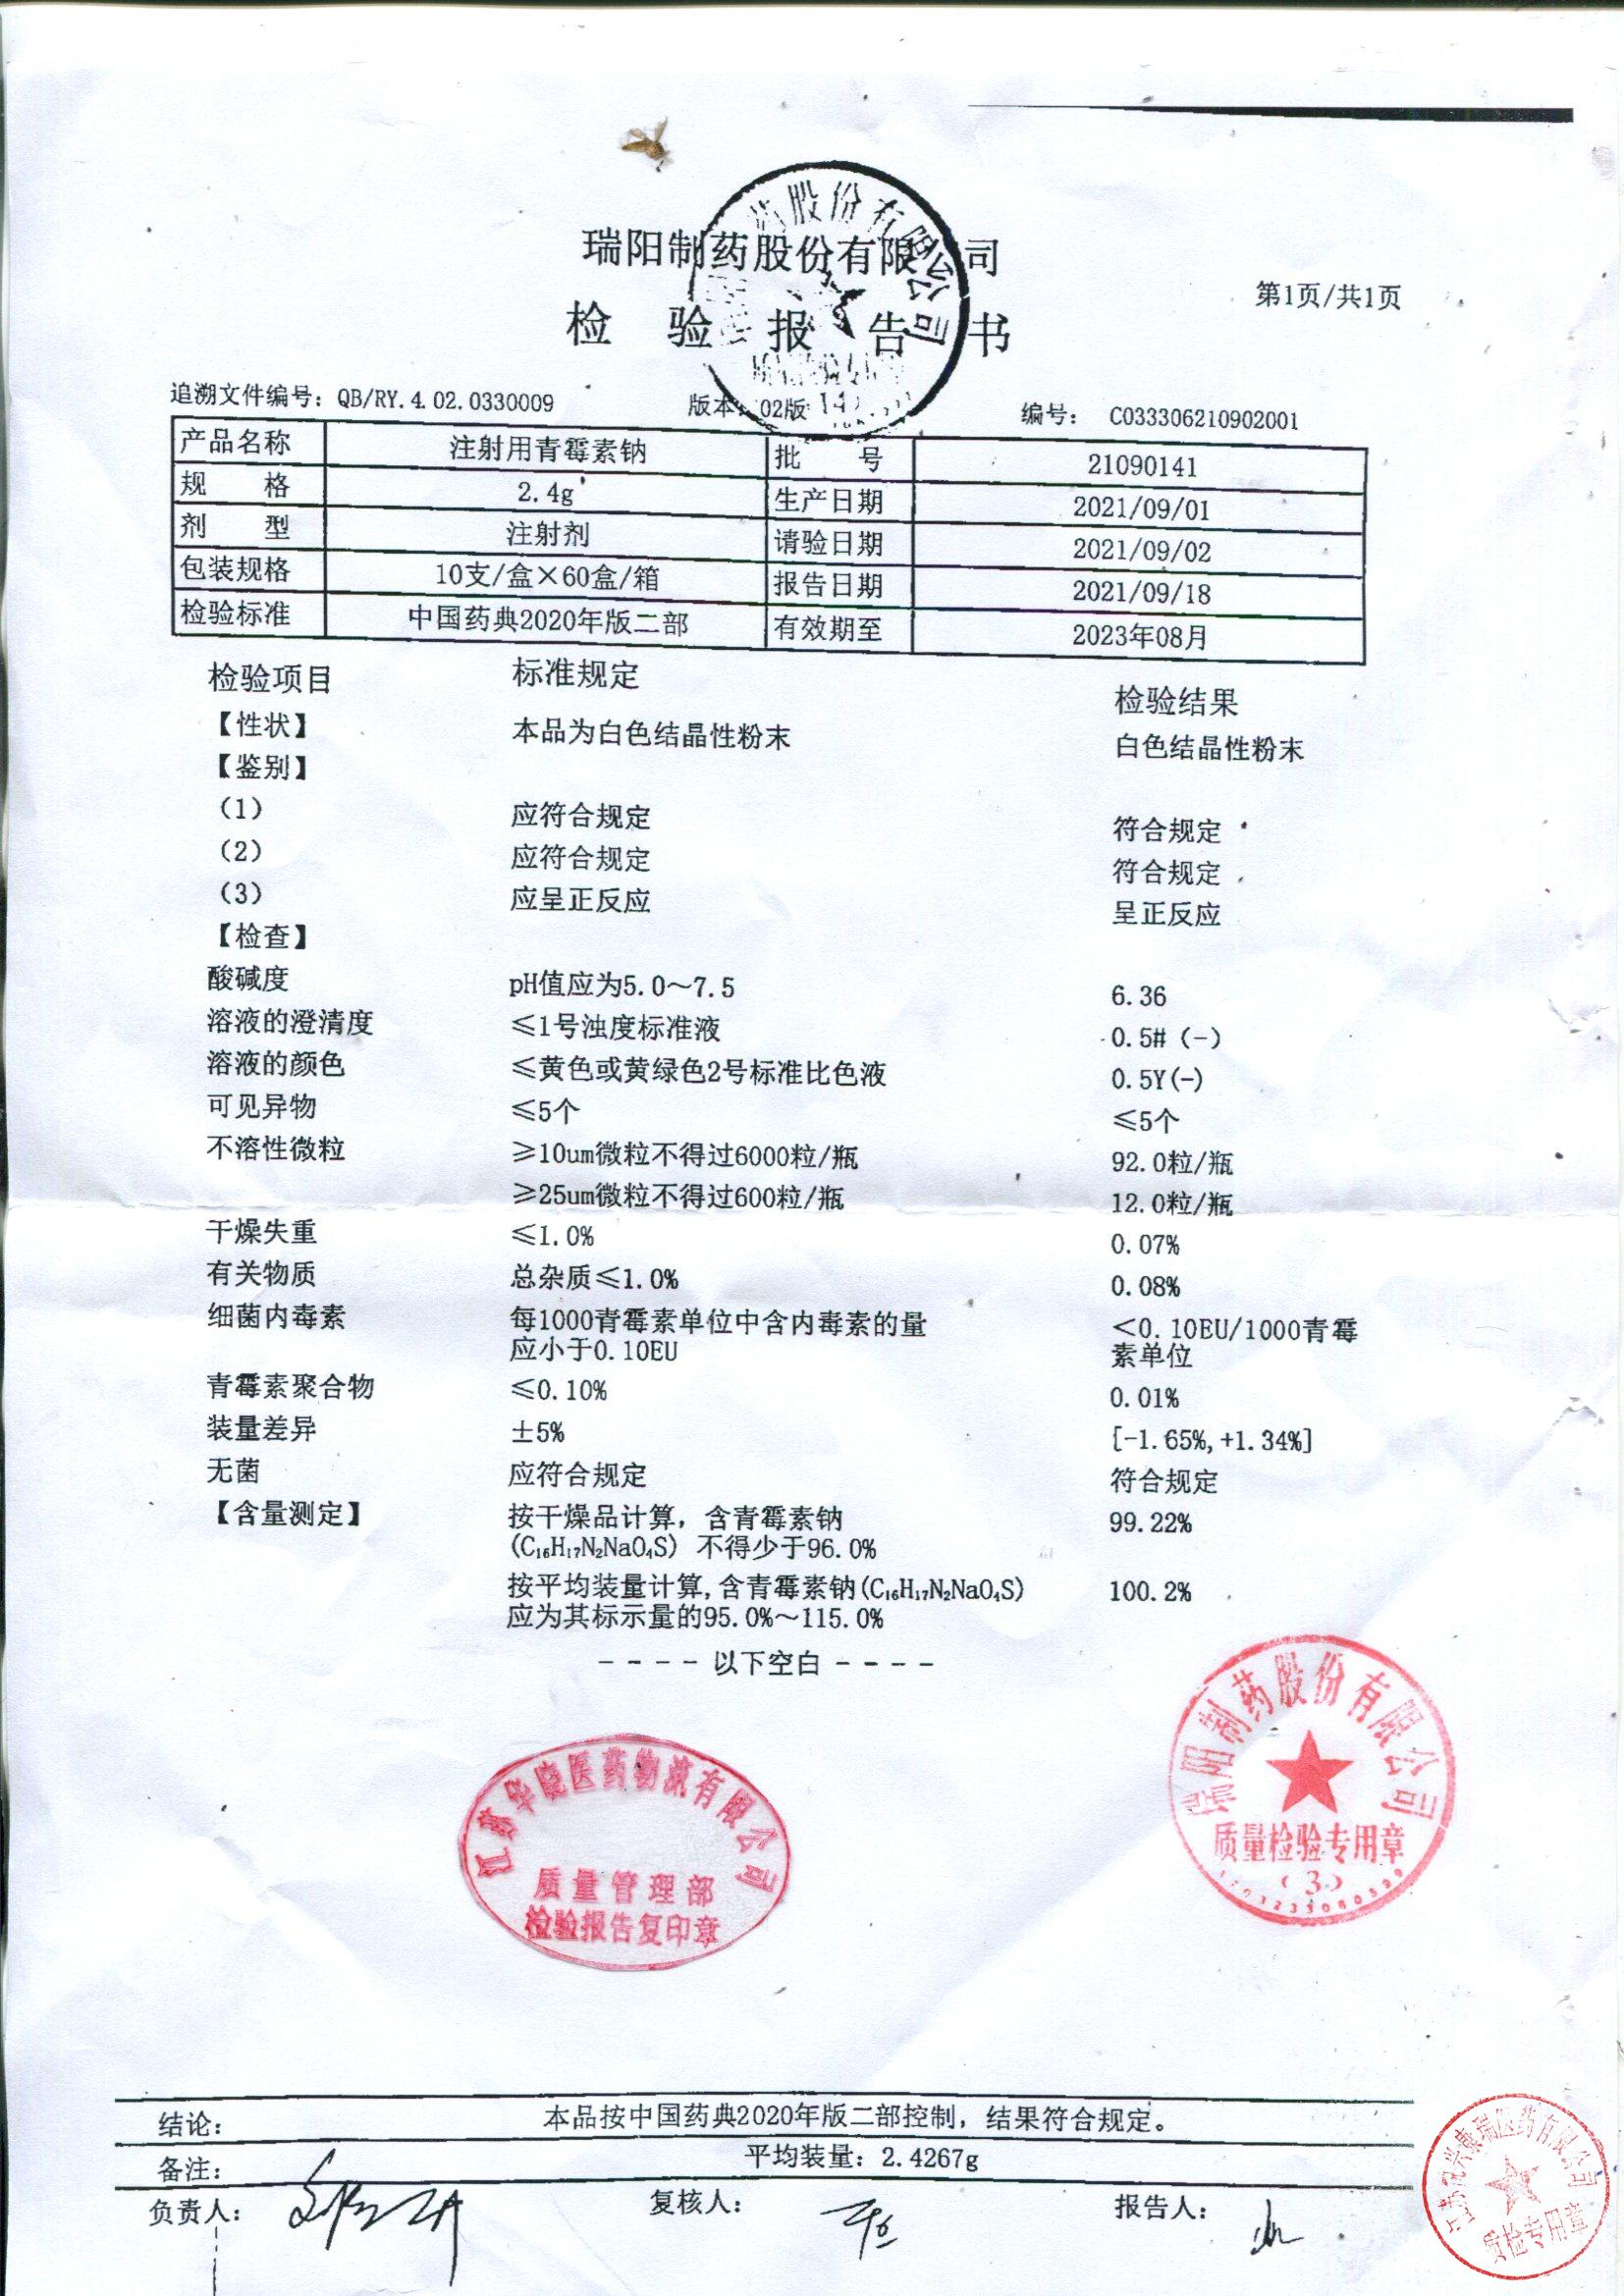 瑞阳制药股份有限公司
检 验 报 告 书
第1页/共1页
追溯文件编号：QB/RY.4.02.0330009 版本 02版 编号： C033306210902001
产品名称 注射用青霉素钠 批 号 21090141
规 格 2.4g 生产日期 2021/09/01
剂 型 注射剂 请验日期 2021/09/02
包装规格 10支/盒×60盒/箱 报告日期 2021/09/18
检验标准 中国药典2020年版二部 有效期至 2023年08月
检验项目 标准规定 检验结果
【性状】 本品为白色结晶性粉末 白色结晶性粉末
【鉴别】
(1) 应符合规定 符合规定
(2) 应符合规定 符合规定
(3) 应呈正反应 呈正反应
【检查】
酸碱度 pH值应为5.0～7.5 6.36
溶液的澄清度 ≤1号浊度标准液 0.5#（-）
溶液的颜色 ≤黄色或黄绿色2号标准比色液 0.5Y(-)
可见异物 ≤5个 ≤5个
不溶性微粒 ≥10um微粒不得过6000粒/瓶 92.0粒/瓶
≥25um微粒不得过600粒/瓶 12.0粒/瓶
干燥失重 ≤1.0% 0.07%
有关物质 总杂质≤1.0% 0.08%
细菌内毒素 每1000青霉素单位中含内毒素的量 <0.10EU/1000青霉
应小于0.10EU 素单位
青霉素聚合物 ≤0.10% 0.01%
装量差异 ±5% [-1.65%,+1.34%]
无菌 应符合规定 符合规定
【含量测定】 按干燥品计算，含青霉素钠 99.22%
(C₁₆H₁₇N₂NaO₄S) 不得少于96.0%
按平均装量计算,含青霉素钠(C₁₆H₁₇N₂NaO₄S) 100.2%
应为其标示量的95.0%～115.0%
---- 以下空白 ----
江苏华晓医药物流有限公司
质量管理部
检验报告复印章
瑞阳制药股份有限公司
质量检验专用章
(3)
结论： 本品按中国药典2020年版二部控制，结果符合规定。
备注： 平均装量：2.4267g
负责人： 复核人： 报告人：
质检专用章